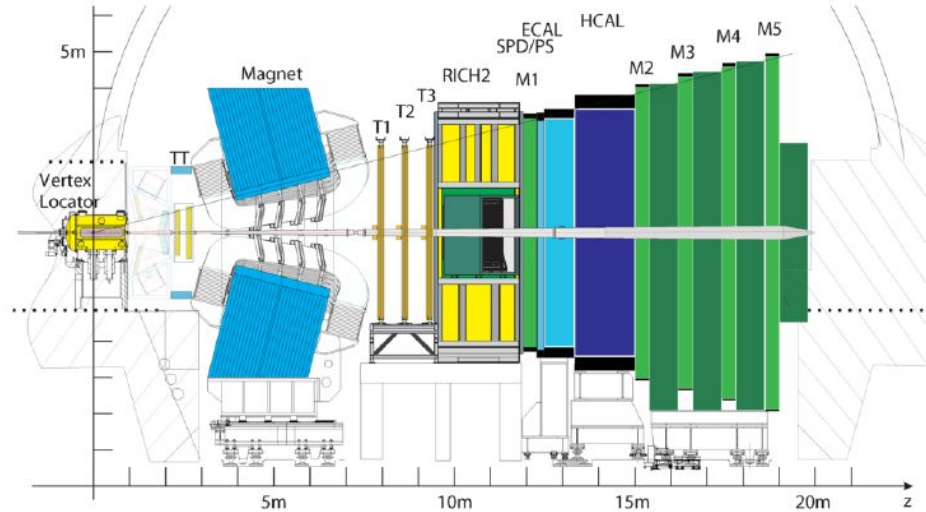 5m
Magnet
Vertex
Locator
TT
T1
T2
T3
RICH2
SPD/PS
M1
ECAL
HCAL
M2
M3
M4
M5
5m
10m
15m
20m
z